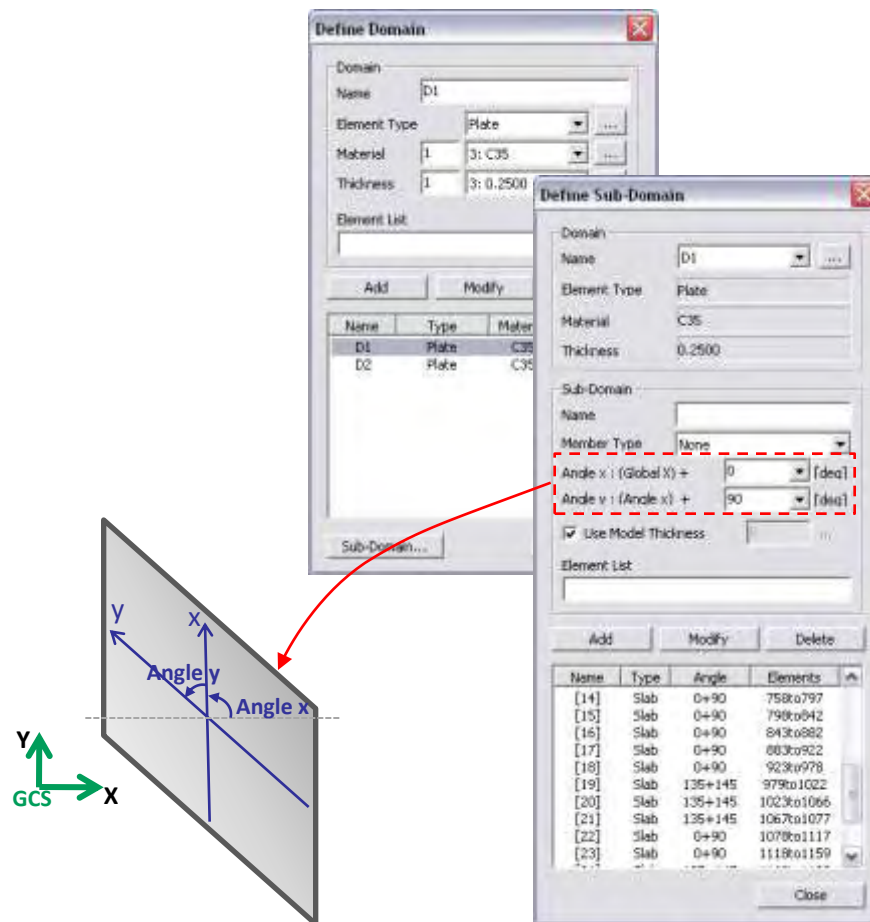 Define Domain
Domain
Name D1
Element Type Plate ...
Material 1 3: C35 ...
Thickness 1 3: 0.2500
Element List
Add Modify
Name Type Mater
D1 Plate C35
D2 Plate C35
Sub-Domain...
Define Sub-Domain
Domain
Name D1 ...
Element Type Plate
Material C35
Thickness 0.2500
Sub-Domain
Name
Member Type None
Angle x : (Global X) + 0 [deg]
Angle y : (Angle x) + 90 [deg]
Use Model Thickness ...
Element List
Add Modify Delete
Name Type Angle Elements
[14] Slab 0+90 758to797
[15] Slab 0+90 798to842
[16] Slab 0+90 843to882
[17] Slab 0+90 883to922
[18] Slab 0+90 923to978
[19] Slab 135+145 979to1022
[20] Slab 135+145 1023to1066
[21] Slab 135+145 1067to1077
[22] Slab 0+90 1078to1117
[23] Slab 0+90 1118to1159
Close
y
x
Angle y
Angle x
Y
GCS
X